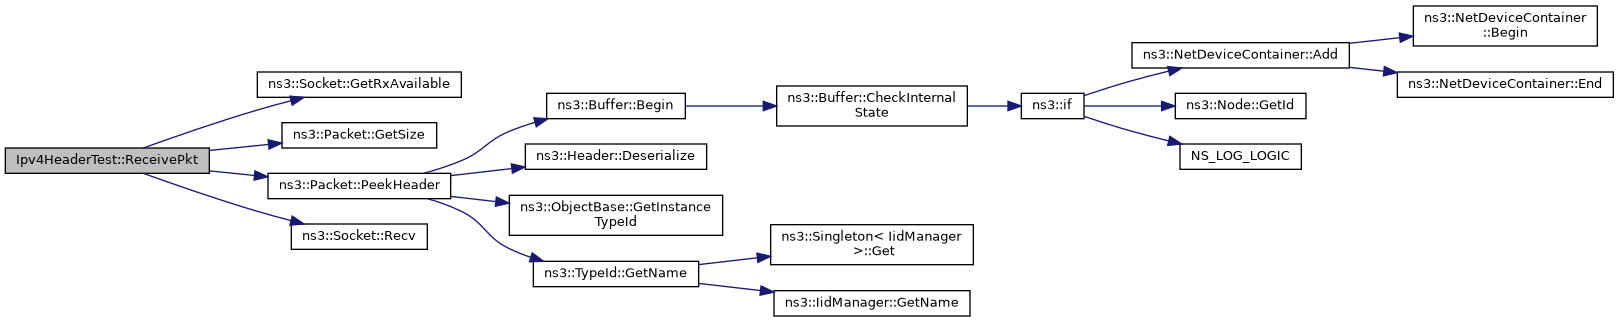 Ipv4HeaderTest::ReceivePkt
ns3::Socket::GetRxAvailable
ns3::Packet::GetSize
ns3::Packet::PeekHeader
ns3::Socket::Recv
ns3::Buffer::Begin
ns3::Header::Deserialize
ns3::ObjectBase::GetInstance
TypeId
ns3::TypeId::GetName
ns3::Buffer::CheckInternal
State
ns3::Singleton< IidManager
>::Get
ns3::IidManager::GetName
ns3::if
ns3::NetDeviceContainer::Add
ns3::Node::GetId
NS_LOG_LOGIC
ns3::NetDeviceContainer
::Begin
ns3::NetDeviceContainer::End